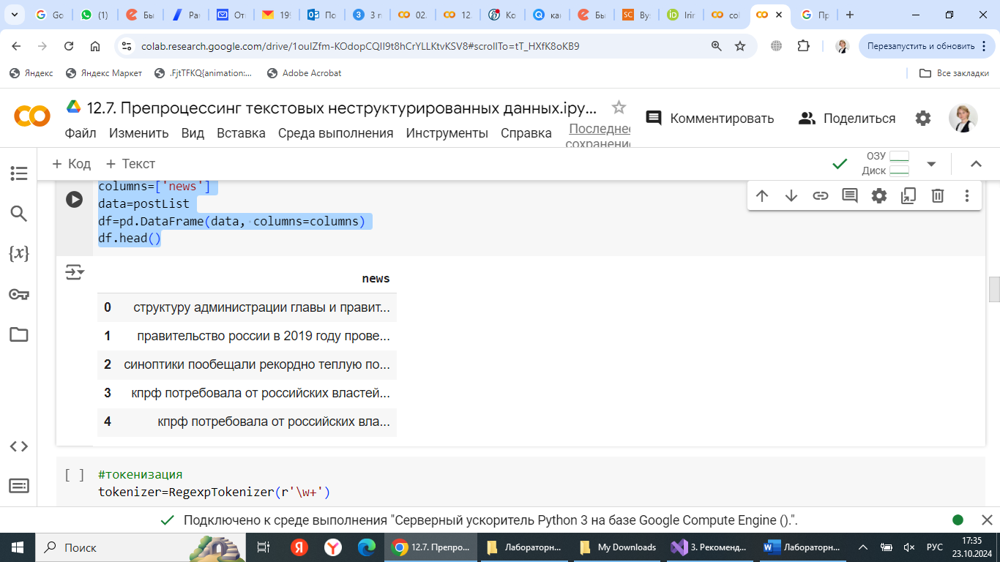 Go
(1)
Бы
Par
От
195
По
3 г
02.
12.
Ко
ка
Бы
Ву
Irir
col
Пр
colab.research.google.com/drive/1ouIZfm-KOdopCQII9t8hCrYLLKtvKSV8#scrollTo=tT_HXfK8oKB9
Перезапустить и обновить
Яндекс
Яндекс Маркет
.FjtTFKQ{animation:...
Adobe Acrobat
Все закладки
12.7. Препроцессинг текстовых неструктурированных данных.ipy...
Комментировать
Поделиться
Файл Изменить Вид Вставка Среда выполнения Инструменты Справка Последнее сохранение
+ Код + Текст
ОЗУ
Диск
columns=['news']
data=postList
df=pd.DataFrame(data, columns=columns)
df.head()
news
0 структуру администрации главы и правит...
1 правительство россии в 2019 году прове...
2 синоптики пообещали рекордно теплую по...
3 кпрф потребовала от российских властей...
4 кпрф потребовала от российских вла...
[ ] #токенизация
tokenizer=RegexpTokenizer(r'\w+')
Подключено к среде выполнения "Серверный ускоритель Python 3 на базе Google Compute Engine ().".
Поиск
12.7. Препро...
Лабораторн...
My Downloads
3. Рекоменд...
Лабораторн...
РУС
17:35
23.10.2024